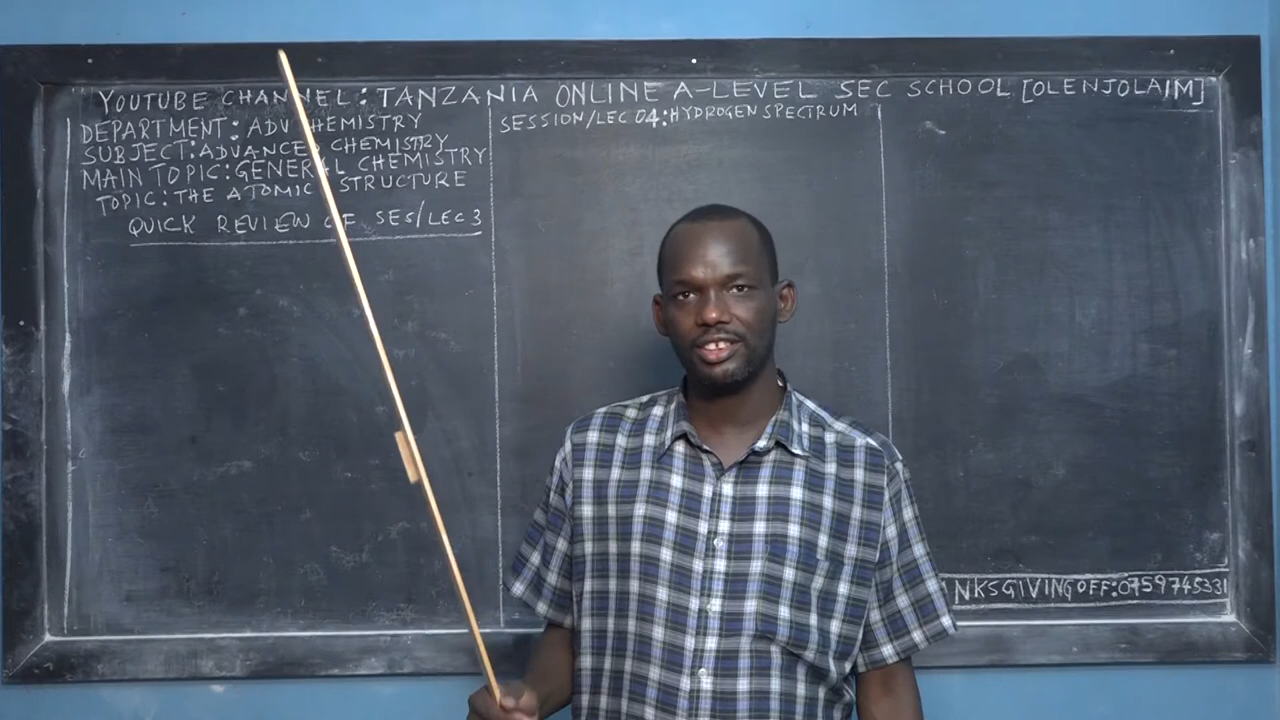 YOUTUBE CHANNEL: TANZANIA ONLINE A-LEVEL SEC SCHOOL [OLENJOLAIM]
DEPARTMENT: ADV CHEMISTRY
SUBJECT: ADVANCED CHEMISTRY
MAIN TOPIC: GENERAL CHEMISTRY
TOPIC: THE ATOMIC STRUCTURE
QUICK REVIEW OF SES/LEC 3
SESSION/LEC 04: HYDROGEN SPECTRUM
NKSGIVING OFF: 0759745331